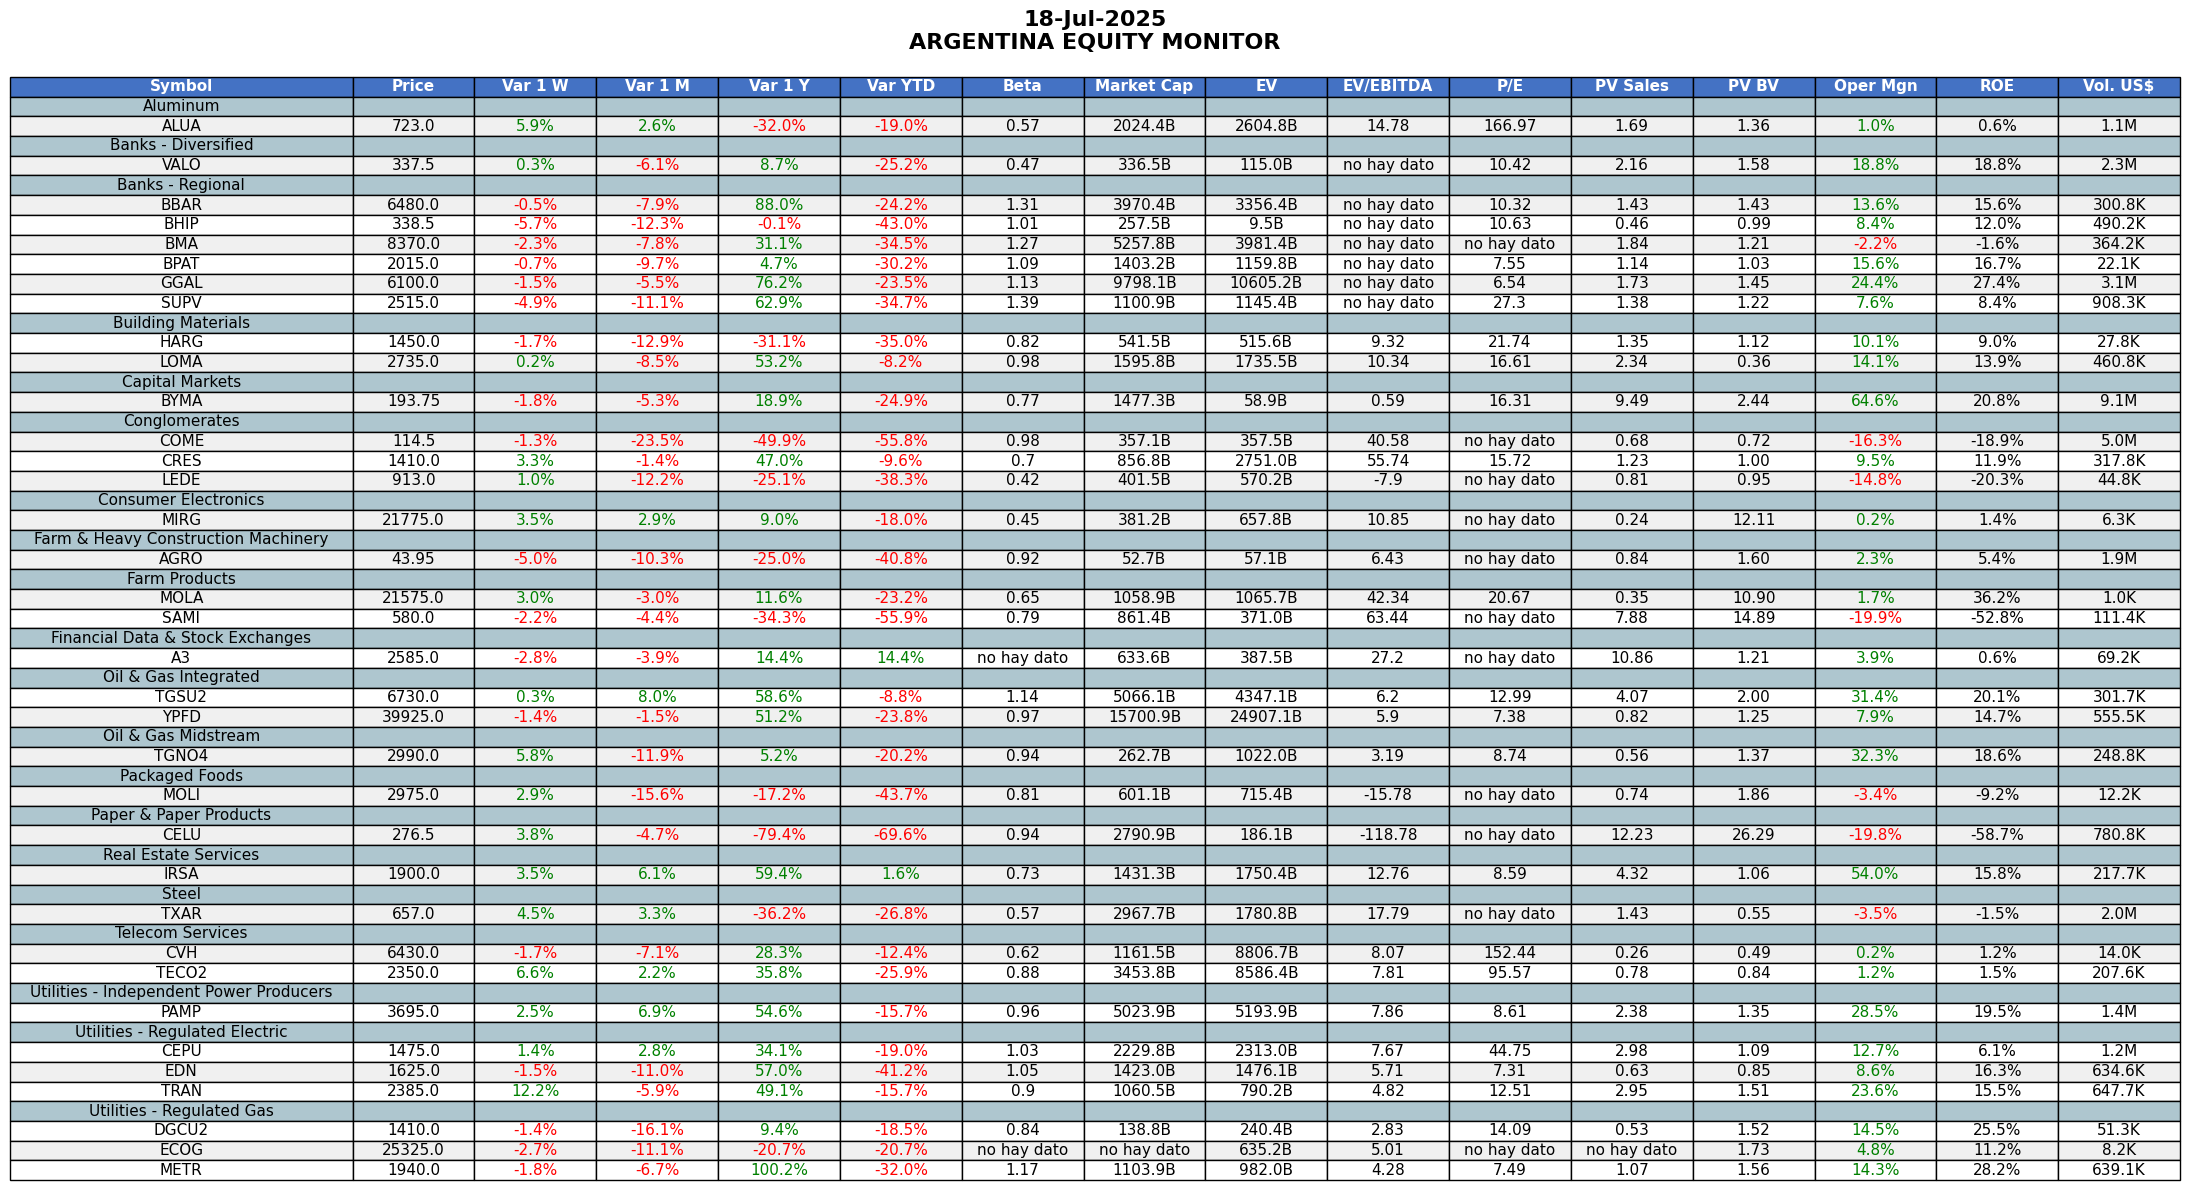 18-Jul-2025
ARGENTINA EQUITY MONITOR
Symbol Price Var 1 W Var 1 M Var 1 Y Var YTD Beta Market Cap EV EV/EBITDA P/E PV Sales PV BV Oper Mgn ROE Vol. US$
Aluminum
ALUA 723.0 5.9% 2.6% -32.0% -19.0% 0.57 2024.4B 2604.8B 14.78 166.97 1.69 1.36 1.0% 0.6% 1.1M
Banks - Diversified
VALO 337.5 0.3% -6.1% 8.7% -25.2% 0.47 336.5B 115.0B no hay dato 10.42 2.16 1.58 18.8% 18.8% 2.3M
Banks - Regional
BBAR 6480.0 -0.5% -7.9% 88.0% -24.2% 1.31 3970.4B 3356.4B no hay dato 10.32 1.43 1.43 13.6% 15.6% 300.8K
BHIP 338.5 -5.7% -12.3% -0.1% -43.0% 1.01 257.5B 9.5B no hay dato 10.63 0.46 0.99 8.4% 12.0% 490.2K
BMA 8370.0 -2.3% -7.8% 31.1% -34.5% 1.27 5257.8B 3981.4B no hay dato no hay dato 1.84 1.21 -2.2% -1.6% 364.2K
BPAT 2015.0 -0.7% -9.7% 4.7% -30.2% 1.09 1403.2B 1159.8B no hay dato 7.55 1.14 1.03 15.6% 16.7% 22.1K
GGAL 6100.0 -1.5% -5.5% 76.2% -23.5% 1.13 9798.1B 10605.2B no hay dato 6.54 1.73 1.45 24.4% 27.4% 3.1M
SUPV 2515.0 -4.9% -11.1% 62.9% -34.7% 1.39 1100.9B 1145.4B no hay dato 27.3 1.38 1.22 7.6% 8.4% 908.3K
Building Materials
HARG 1450.0 -1.7% -12.9% -31.1% -35.0% 0.82 541.5B 515.6B 9.32 21.74 1.35 1.12 10.1% 9.0% 27.8K
LOMA 2735.0 0.2% -8.5% 53.2% -8.2% 0.98 1595.8B 1735.5B 10.34 16.61 2.34 0.36 14.1% 13.9% 460.8K
Capital Markets
BYMA 193.75 -1.8% -5.3% 18.9% -24.9% 0.77 1477.3B 58.9B 0.59 16.31 9.49 2.44 64.6% 20.8% 9.1M
Conglomerates
COME 114.5 -1.3% -23.5% -49.9% -55.8% 0.98 357.1B 357.5B 40.58 no hay dato 0.68 0.72 -16.3% -18.9% 5.0M
CRES 1410.0 3.3% -1.4% 47.0% -9.6% 0.7 856.8B 2751.0B 55.74 15.72 1.23 1.00 9.5% 11.9% 317.8K
LEDE 913.0 1.0% -12.2% -25.1% -38.3% 0.42 401.5B 570.2B -7.9 no hay dato 0.81 0.95 -14.8% -20.3% 44.8K
Consumer Electronics
MIRG 21775.0 3.5% 2.9% 9.0% -18.0% 0.45 381.2B 657.8B 10.85 no hay dato 0.24 12.11 0.2% 1.4% 6.3K
Farm & Heavy Construction Machinery
AGRO 43.95 -5.0% -10.3% -25.0% -40.8% 0.92 52.7B 57.1B 6.43 no hay dato 0.84 1.60 2.3% 5.4% 1.9M
Farm Products
MOLA 21575.0 3.0% -3.0% 11.6% -23.2% 0.65 1058.9B 1065.7B 42.34 20.67 0.35 10.90 1.7% 36.2% 1.0K
SAMI 580.0 -2.2% -4.4% -34.3% -55.9% 0.79 861.4B 371.0B 63.44 no hay dato 7.88 14.89 -19.9% -52.8% 111.4K
Financial Data & Stock Exchanges
A3 2585.0 -2.8% -3.9% 14.4% 14.4% no hay dato 633.6B 387.5B 27.2 no hay dato 10.86 1.21 3.9% 0.6% 69.2K
Oil & Gas Integrated
TGSU2 6730.0 0.3% 8.0% 58.6% -8.8% 1.14 5066.1B 4347.1B 6.2 12.99 4.07 2.00 31.4% 20.1% 301.7K
YPFD 39925.0 -1.4% -1.5% 51.2% -23.8% 0.97 15700.9B 24907.1B 5.9 7.38 0.82 1.25 7.9% 14.7% 555.5K
Oil & Gas Midstream
TGNO4 2990.0 5.8% -11.9% 5.2% -20.2% 0.94 262.7B 1022.0B 3.19 8.74 0.56 1.37 32.3% 18.6% 248.8K
Packaged Foods
MOLI 2975.0 2.9% -15.6% -17.2% -43.7% 0.81 601.1B 715.4B -15.78 no hay dato 0.74 1.86 -3.4% -9.2% 12.2K
Paper & Paper Products
CELU 276.5 3.8% -4.7% -79.4% -69.6% 0.94 2790.9B 186.1B -118.78 no hay dato 12.23 26.29 -19.8% -58.7% 780.8K
Real Estate Services
IRSA 1900.0 3.5% 6.1% 59.4% 1.6% 0.73 1431.3B 1750.4B 12.76 8.59 4.32 1.06 54.0% 15.8% 217.7K
Steel
TXAR 657.0 4.5% 3.3% -36.2% -26.8% 0.57 2967.7B 1780.8B 17.79 no hay dato 1.43 0.55 -3.5% -1.5% 2.0M
Telecom Services
CVH 6430.0 -1.7% -7.1% 28.3% -12.4% 0.62 1161.5B 8806.7B 8.07 152.44 0.26 0.49 0.2% 1.2% 14.0K
TECO2 2350.0 6.6% 2.2% 35.8% -25.9% 0.88 3453.8B 8586.4B 7.81 95.57 0.78 0.84 1.2% 1.5% 207.6K
Utilities - Independent Power Producers
PAMP 3695.0 2.5% 6.9% 54.6% -15.7% 0.96 5023.9B 5193.9B 7.86 8.61 2.38 1.35 28.5% 19.5% 1.4M
Utilities - Regulated Electric
CEPU 1475.0 1.4% 2.8% 34.1% -19.0% 1.03 2229.8B 2313.0B 7.67 44.75 2.98 1.09 12.7% 6.1% 1.2M
EDN 1625.0 -1.5% -11.0% 57.0% -41.2% 1.05 1423.0B 1476.1B 5.71 7.31 0.63 0.85 8.6% 16.3% 634.6K
TRAN 2385.0 12.2% -5.9% 49.1% -15.7% 0.9 1060.5B 790.2B 4.82 12.51 2.95 1.51 23.6% 15.5% 647.7K
Utilities - Regulated Gas
DGCU2 1410.0 -1.4% -16.1% 9.4% -18.5% 0.84 138.8B 240.4B 2.83 14.09 0.53 1.52 14.5% 25.5% 51.3K
ECOG 25325.0 -2.7% -11.1% -20.7% -20.7% no hay dato no hay dato 635.2B 5.01 no hay dato no hay dato 1.73 4.8% 11.2% 8.2K
METR 1940.0 -1.8% -6.7% 100.2% -32.0% 1.17 1103.9B 982.0B 4.28 7.49 1.07 1.56 14.3% 28.2% 639.1K